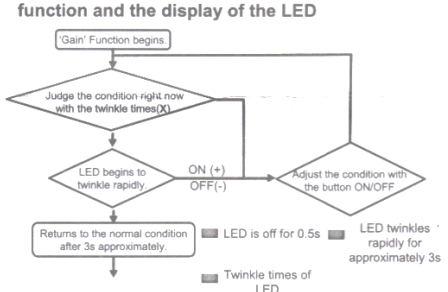 function and the display of the LED
'Gain' Function begins.
Judge the condition right now
with the twinkle times(X)
LED begins to
twinkle rapidly.
ON (+)
OFF(-)
Adjust the condition with
the button ON/OFF
Returns to the normal condition
after 3s approximately.
LED is off for 0.5s
LED twinkles
rapidly for
approximately 3s
Twinkle times of
LED